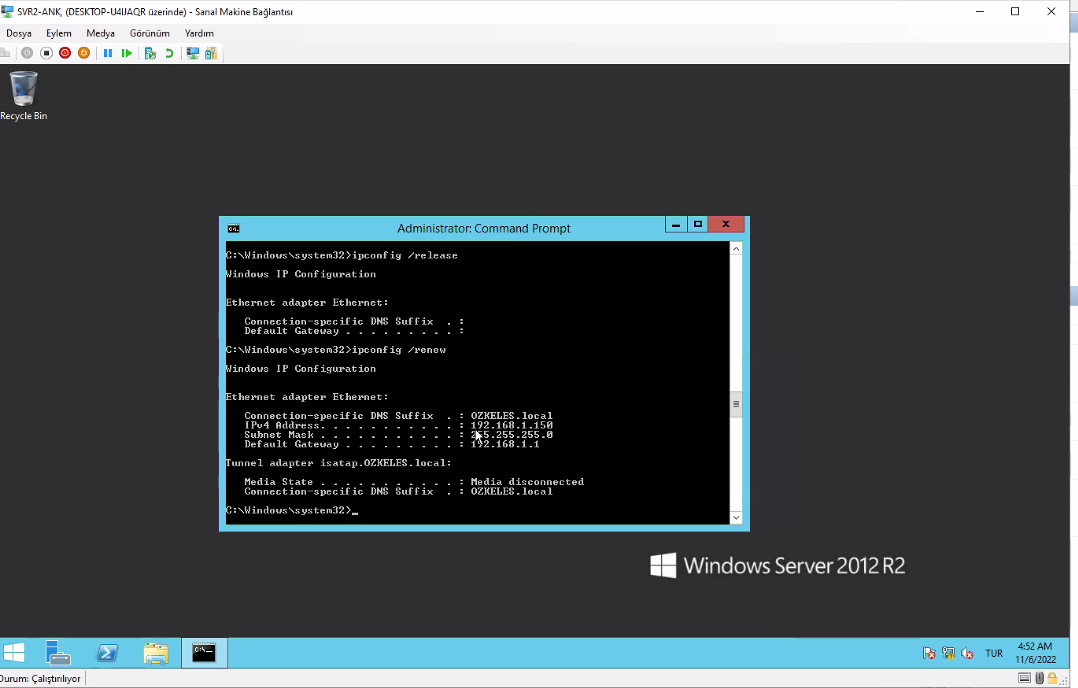 SVR2-ANK, (DESKTOP-U4IJAQR üzerinde) - Sanal Makine Bağlantısı
Dosya Eylem Medya Görünüm Yardım
Recycle Bin
Administrator: Command Prompt
C:\Windows\system32>ipconfig /release
Windows IP Configuration
Ethernet adapter Ethernet:
Connection-specific DNS Suffix . :
Default Gateway . . . . . . . . . :
C:\Windows\system32>ipconfig /renew
Windows IP Configuration
Ethernet adapter Ethernet:
Connection-specific DNS Suffix . : OZKELES.local
IPv4 Address. . . . . . . . . . . : 192.168.1.150
Subnet Mask . . . . . . . . . . . : 255.255.255.0
Default Gateway . . . . . . . . . : 192.168.1.1
Tunnel adapter isatap.OZKELES.local:
Media State . . . . . . . . . . . : Media disconnected
Connection-specific DNS Suffix . : OZKELES.local
C:\Windows\system32>_
Windows Server 2012 R2
TUR
4:52 AM
11/6/2022
Durum: Çalıştırılıyor